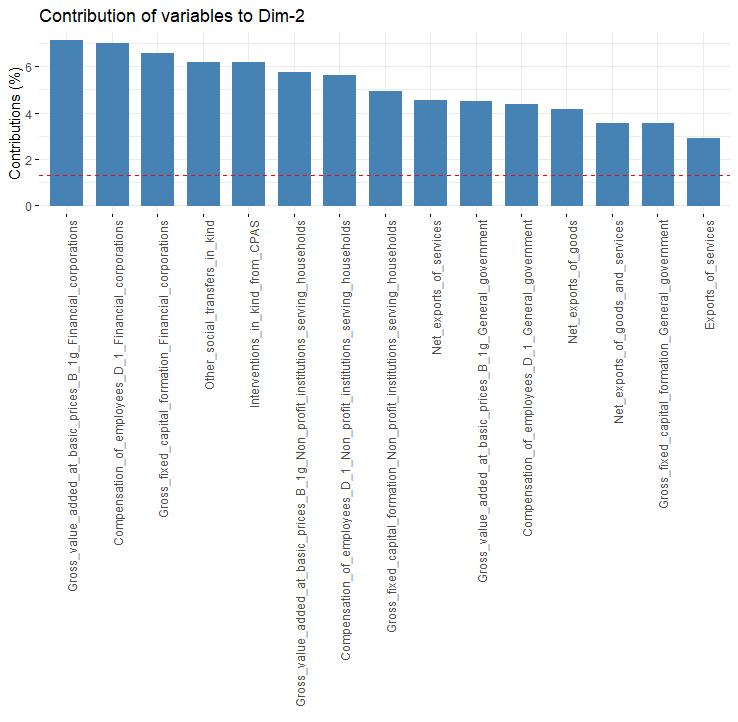 Contribution of variables to Dim-2
Contributions (%)
6
4
2
0
Gross_value_added_at_basic_prices_B_1g_Financial_corporations
Compensation_of_employees_D_1_Financial_corporations
Gross_fixed_capital_formation_Financial_corporations
Other_social_transfers_in_kind
Interventions_in_kind_from_CPAS
Gross_value_added_at_basic_prices_B_1g_Non_profit_institutions_serving_households
Compensation_of_employees_D_1_Non_profit_institutions_serving_households
Gross_fixed_capital_formation_Non_profit_institutions_serving_households
Net_exports_of_services
Gross_value_added_at_basic_prices_B_1g_General_government
Compensation_of_employees_D_1_General_government
Net_exports_of_goods
Net_exports_of_goods_and_services
Gross_fixed_capital_formation_General_government
Exports_of_services